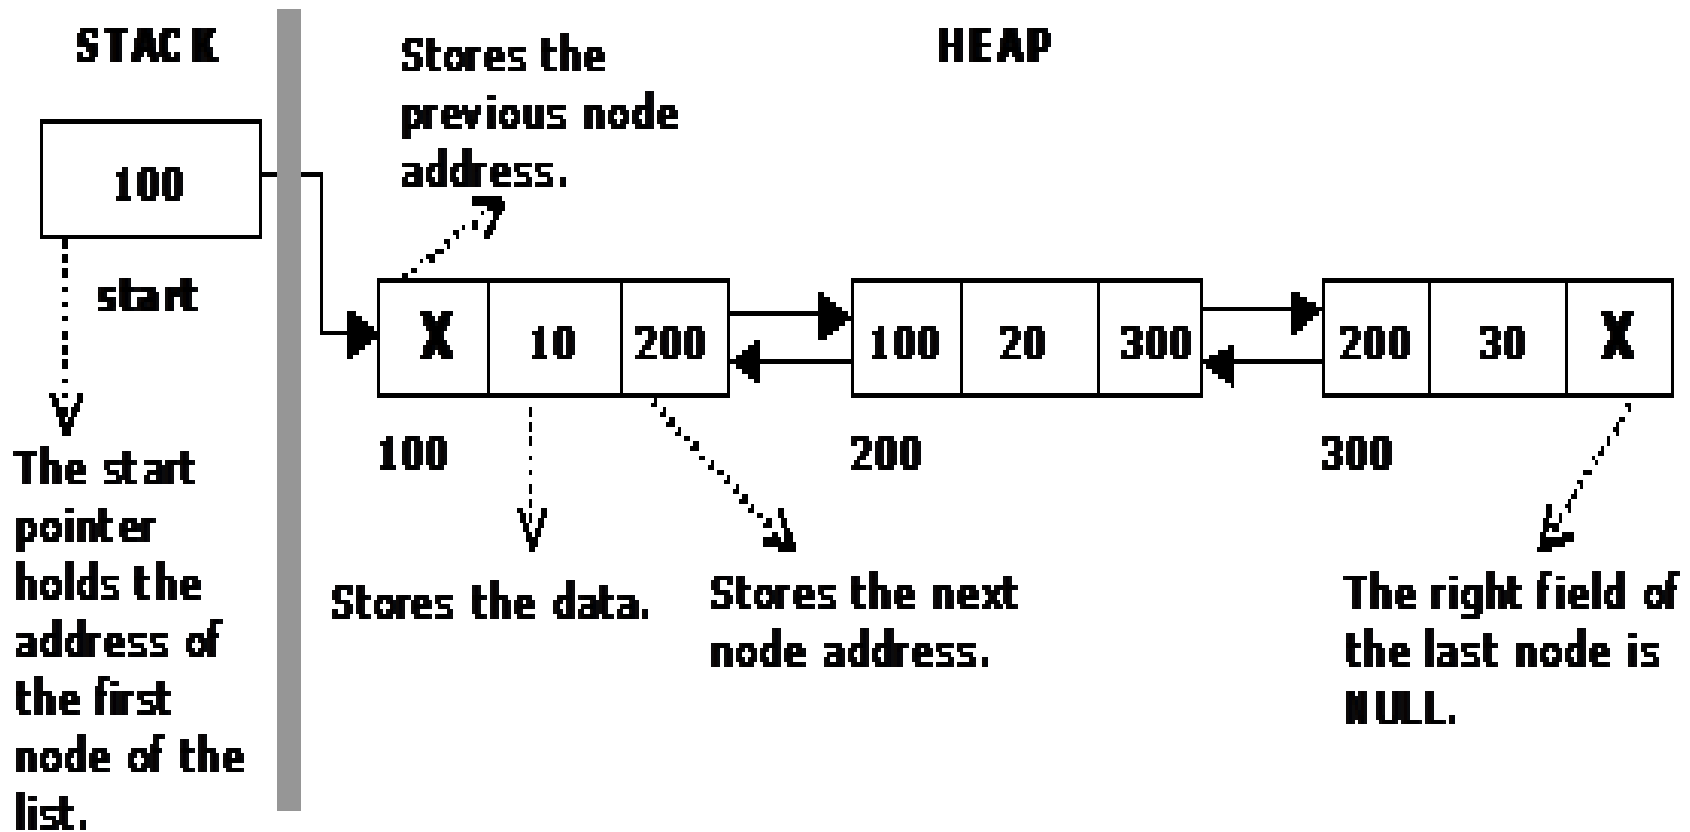 STACK
HEAP
Stores the
previous node
address.
100
start
X 10 200
100 20 300
200 30 X
100
200
300
The start
pointer
holds the
address of
the first
node of the
list.
Stores the data.
Stores the next
node address.
The right field of
the last node is
NULL.